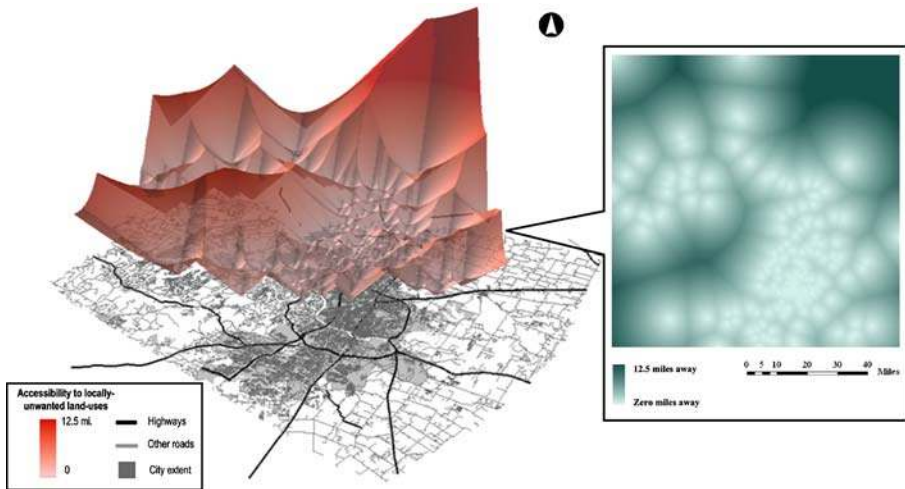 Accessibility to locally-
unwanted land-uses
12.5 mi.
0
Highways
Other roads
City extent
12.5 miles away
Zero miles away
0 5 10 20 30 40
Miles